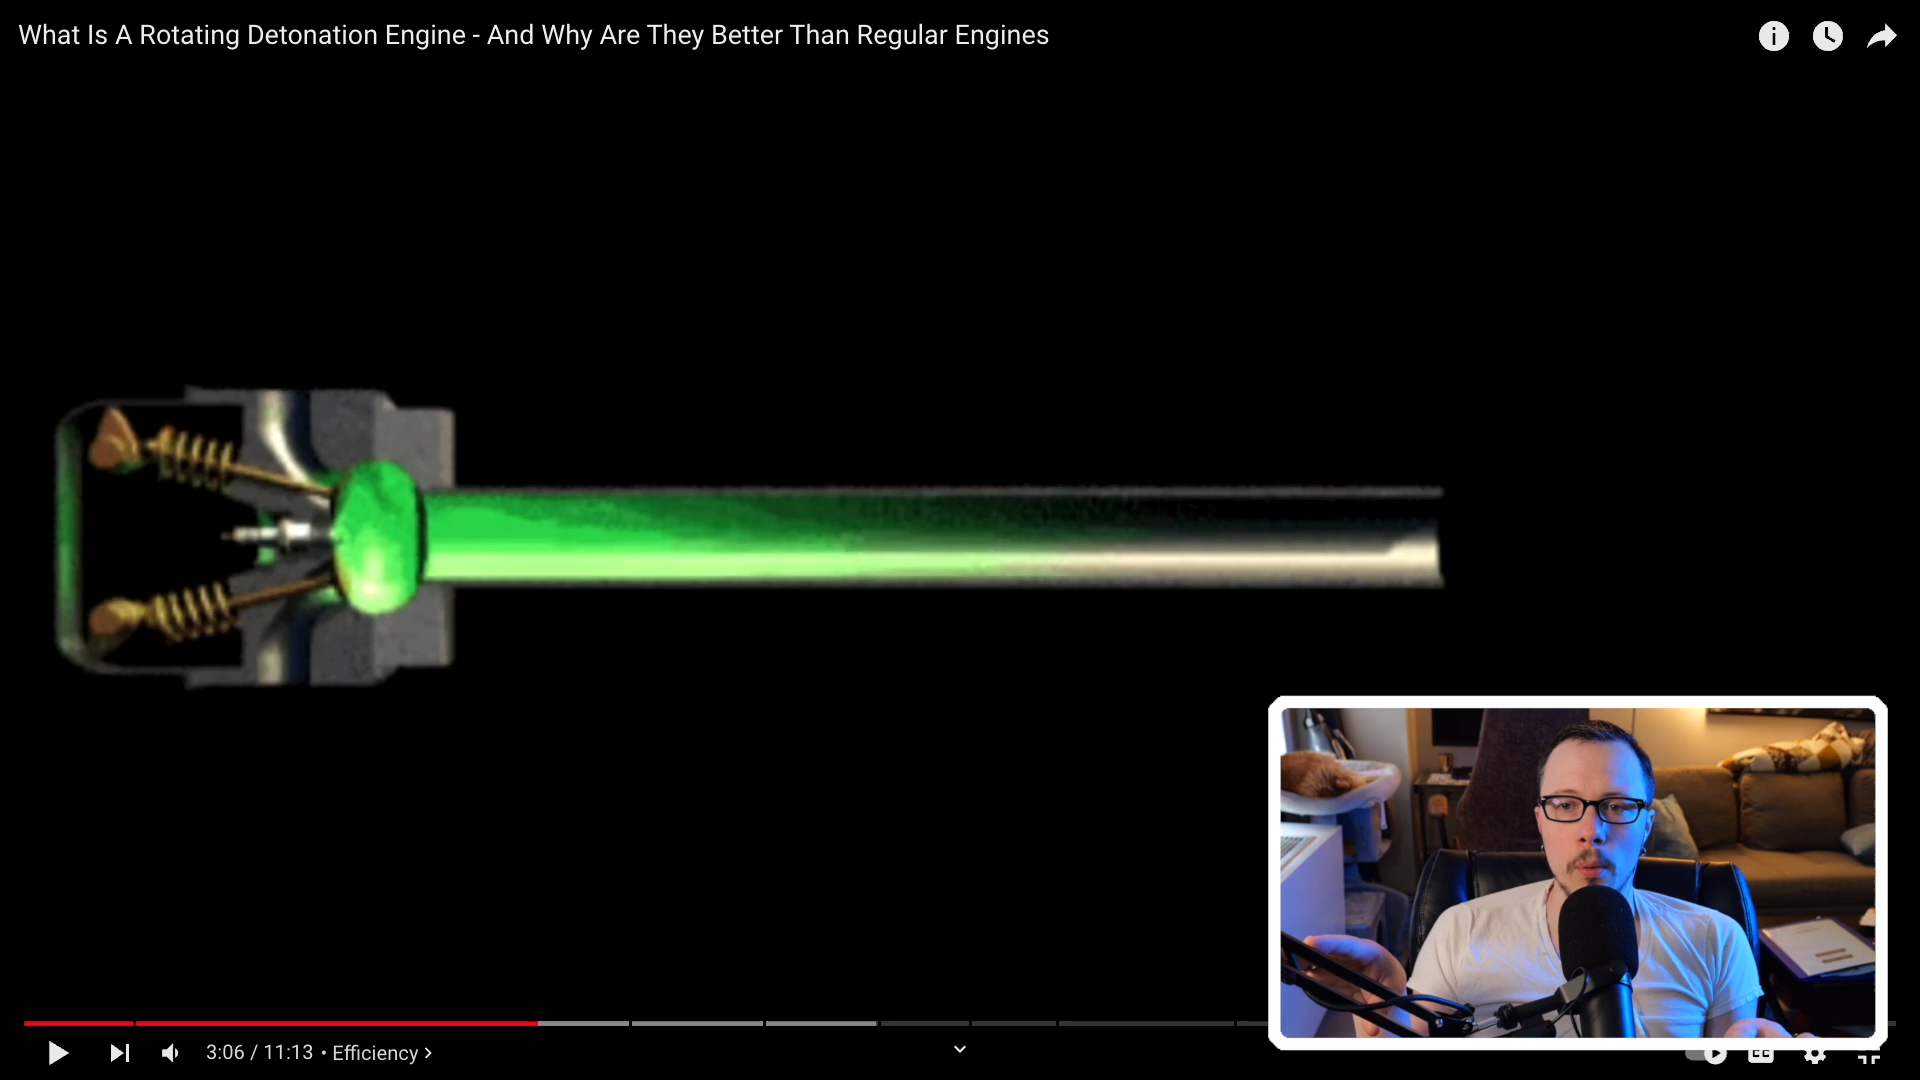 What Is A Rotating Detonation Engine - And Why Are They Better Than Regular Engines
3:06 / 11:13 • Efficiency